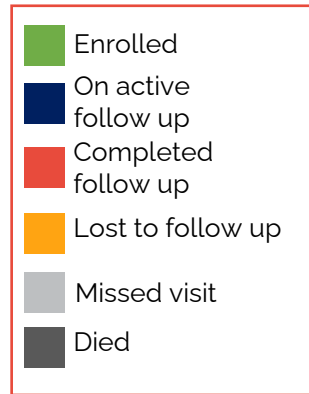 Enrolled
On active
follow up
Completed
follow up
Lost to follow up
Missed visit
Died